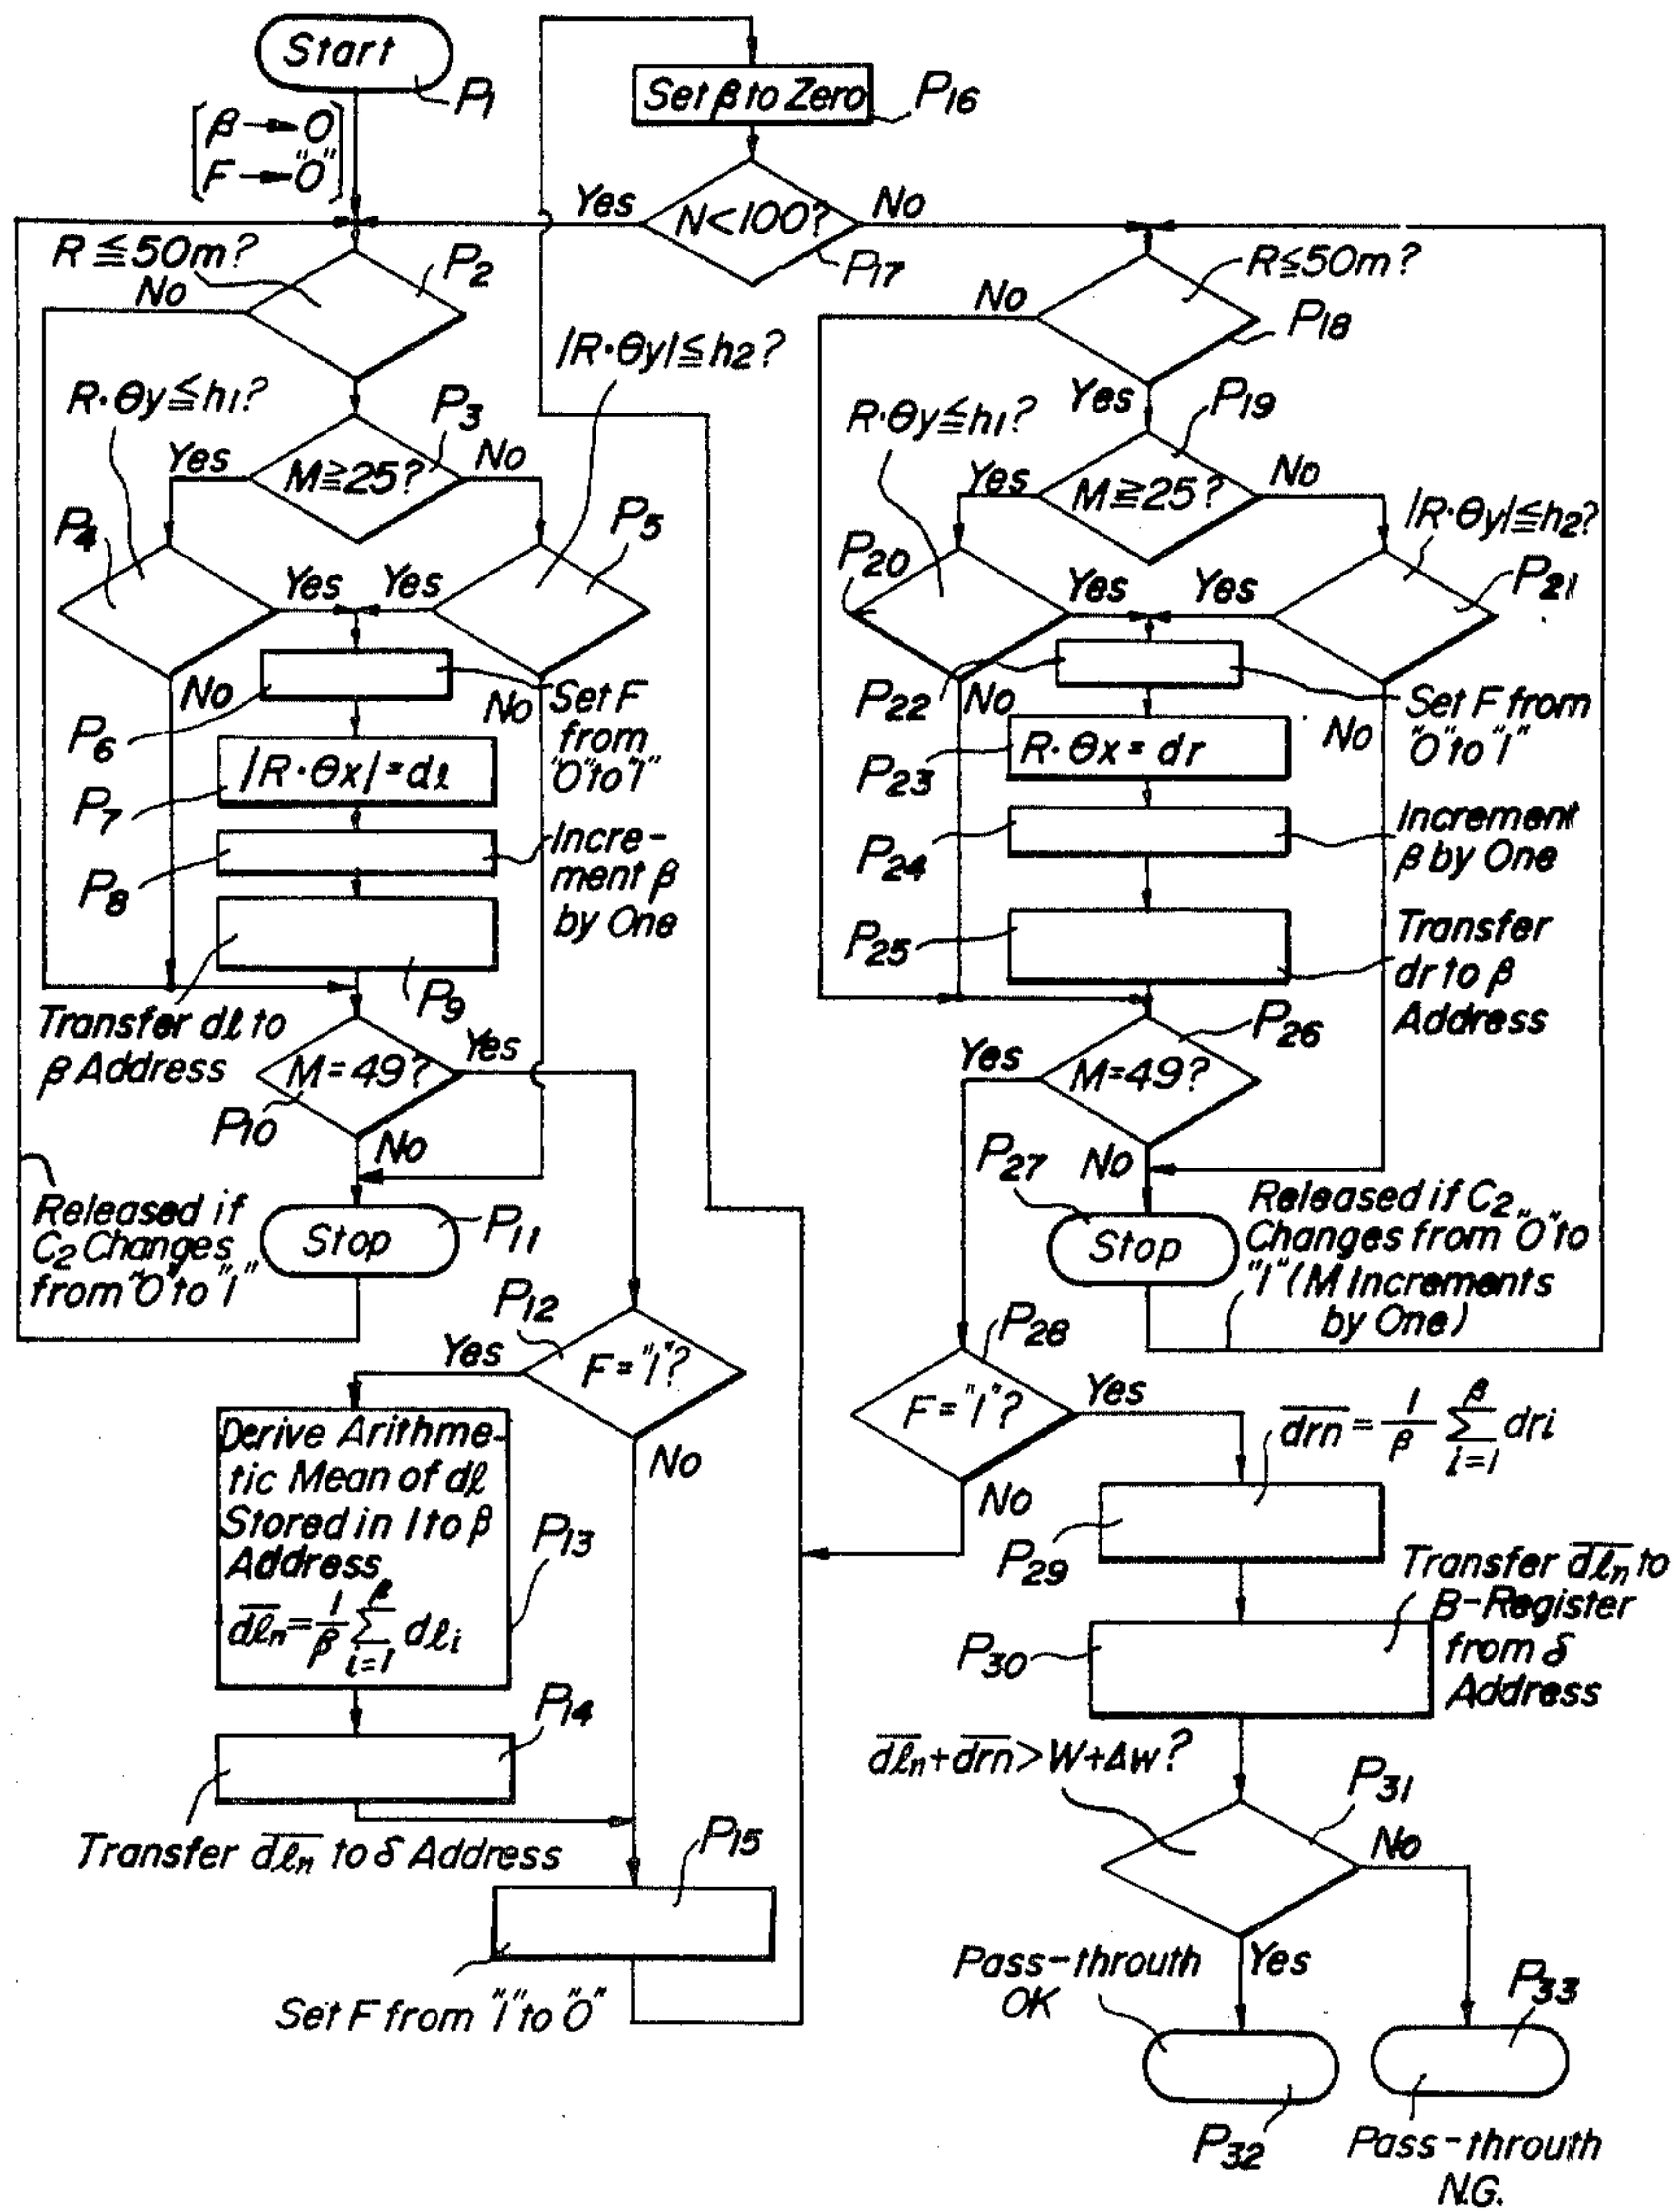 Start
P1
β → 0
F → "0"
Set β to Zero
P16
N<100?
Yes
No
P17
R ≦ 50m?
P2
No
|R·θy| ≦ h2?
R·θy ≦ h1?
P3
M ≧ 25?
Yes
No
P4
P5
Yes
Yes
No
No
P6
Set F
from
"0" to "1"
|R·θx| = dℓ
P7
P8
Incre-
ment β
by One
P9
Transfer dℓ to
β Address
M = 49?
Yes
P10
No
Released if
C2 Changes
from "0" to "1"
Stop
P11
P12
F = "1"?
Yes
No
Derive Arithme-
tic Mean of dℓ
Stored in 1 to β
Address
dℓn = 1/β Σ i=1 β dℓi
P13
P14
Transfer dℓn to δ Address
P15
Set F from "1" to "0"
R ≦ 50m?
No
P18
Yes
P19
R·θy ≦ h1?
M ≧ 25?
Yes
No
|R·θy| ≦ h2?
P20
P21
Yes
Yes
P22
No
No
Set F from
"0" to "1"
P23
R·θx = dr
P24
Increment
β by One
P25
Transfer
dr to β
Address
P26
M = 49?
Yes
No
P27
Stop
Released if C2
Changes from "0" to
"1" (M Increments
by One)
P28
F = "1"?
Yes
No
drn = 1/β Σ i=1 β dri
P29
Transfer dℓn to
B-Register
from δ
Address
P30
dℓn + drn > W + Δw?
P31
No
Yes
Pass-throuth
OK
P32
P33
Pass-throuth
N.G.